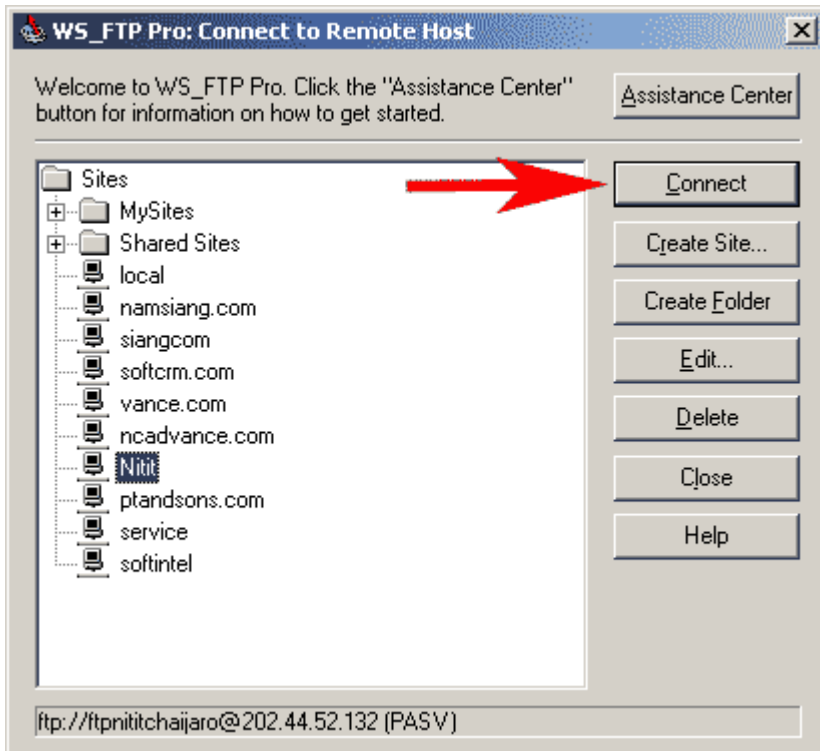 WS_FTP Pro: Connect to Remote Host
Welcome to WS_FTP Pro. Click the "Assistance Center"
button for information on how to get started.
Assistance Center
Sites
MySites
Shared Sites
local
namsiang.com
siangcom
softcrm.com
vance.com
ncadvance.com
Nitit
ptandsons.com
service
softintel
Connect
Create Site...
Create Folder
Edit...
Delete
Close
Help
ftp://ftpnititchaijaro@202.44.52.132 (PASV)